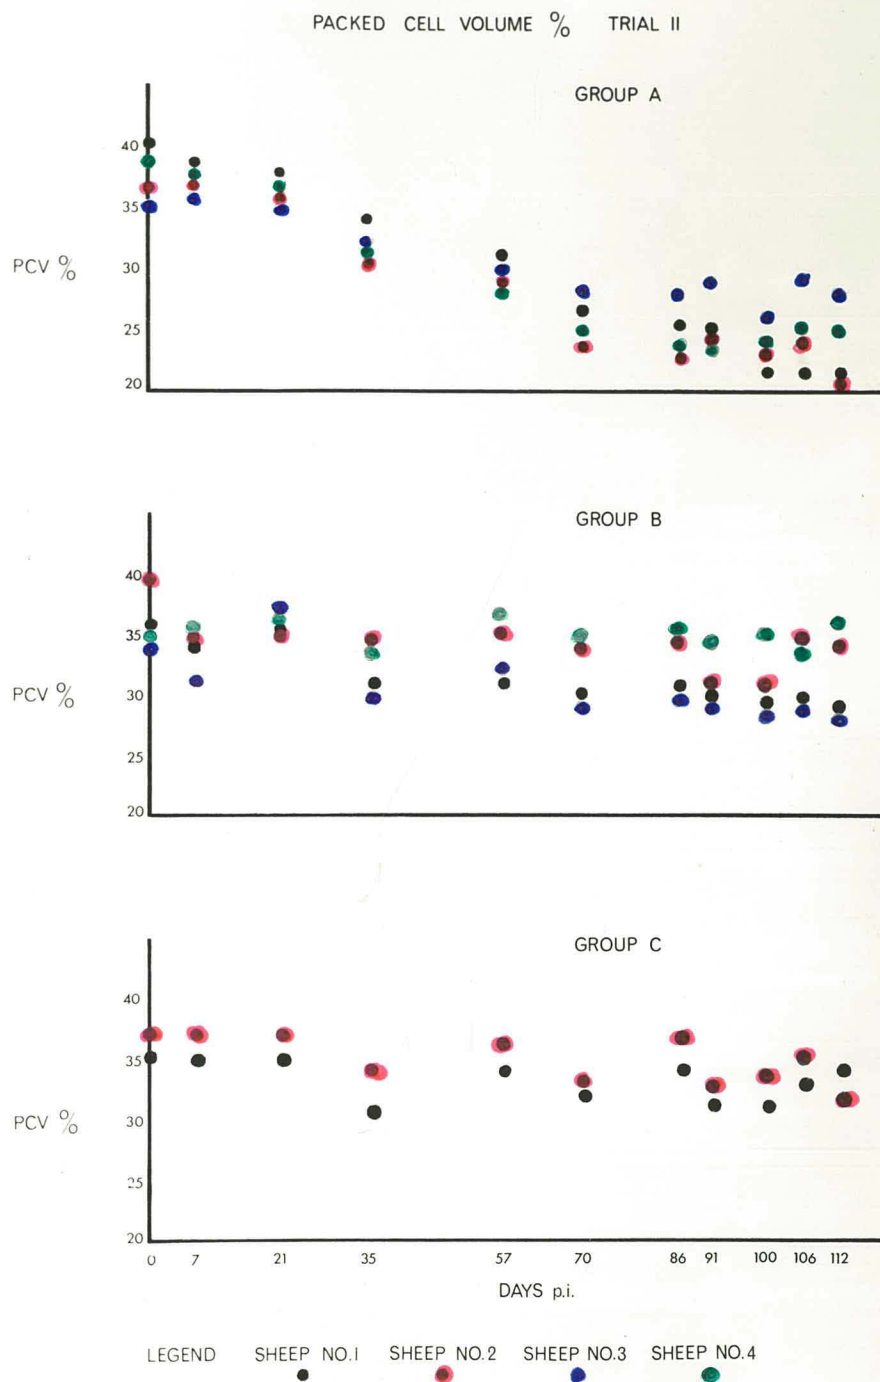 PACKED CELL VOLUME % TRIAL II
GROUP A
40
35
PCV %
30
25
20
GROUP B
40
35
PCV %
30
25
20
GROUP C
40
35
PCV %
30
25
20
0 7 21 35 57 70 86 91 100 106 112
DAYS p.i.
LEGEND SHEEP NO.1 SHEEP NO.2 SHEEP NO.3 SHEEP NO.4